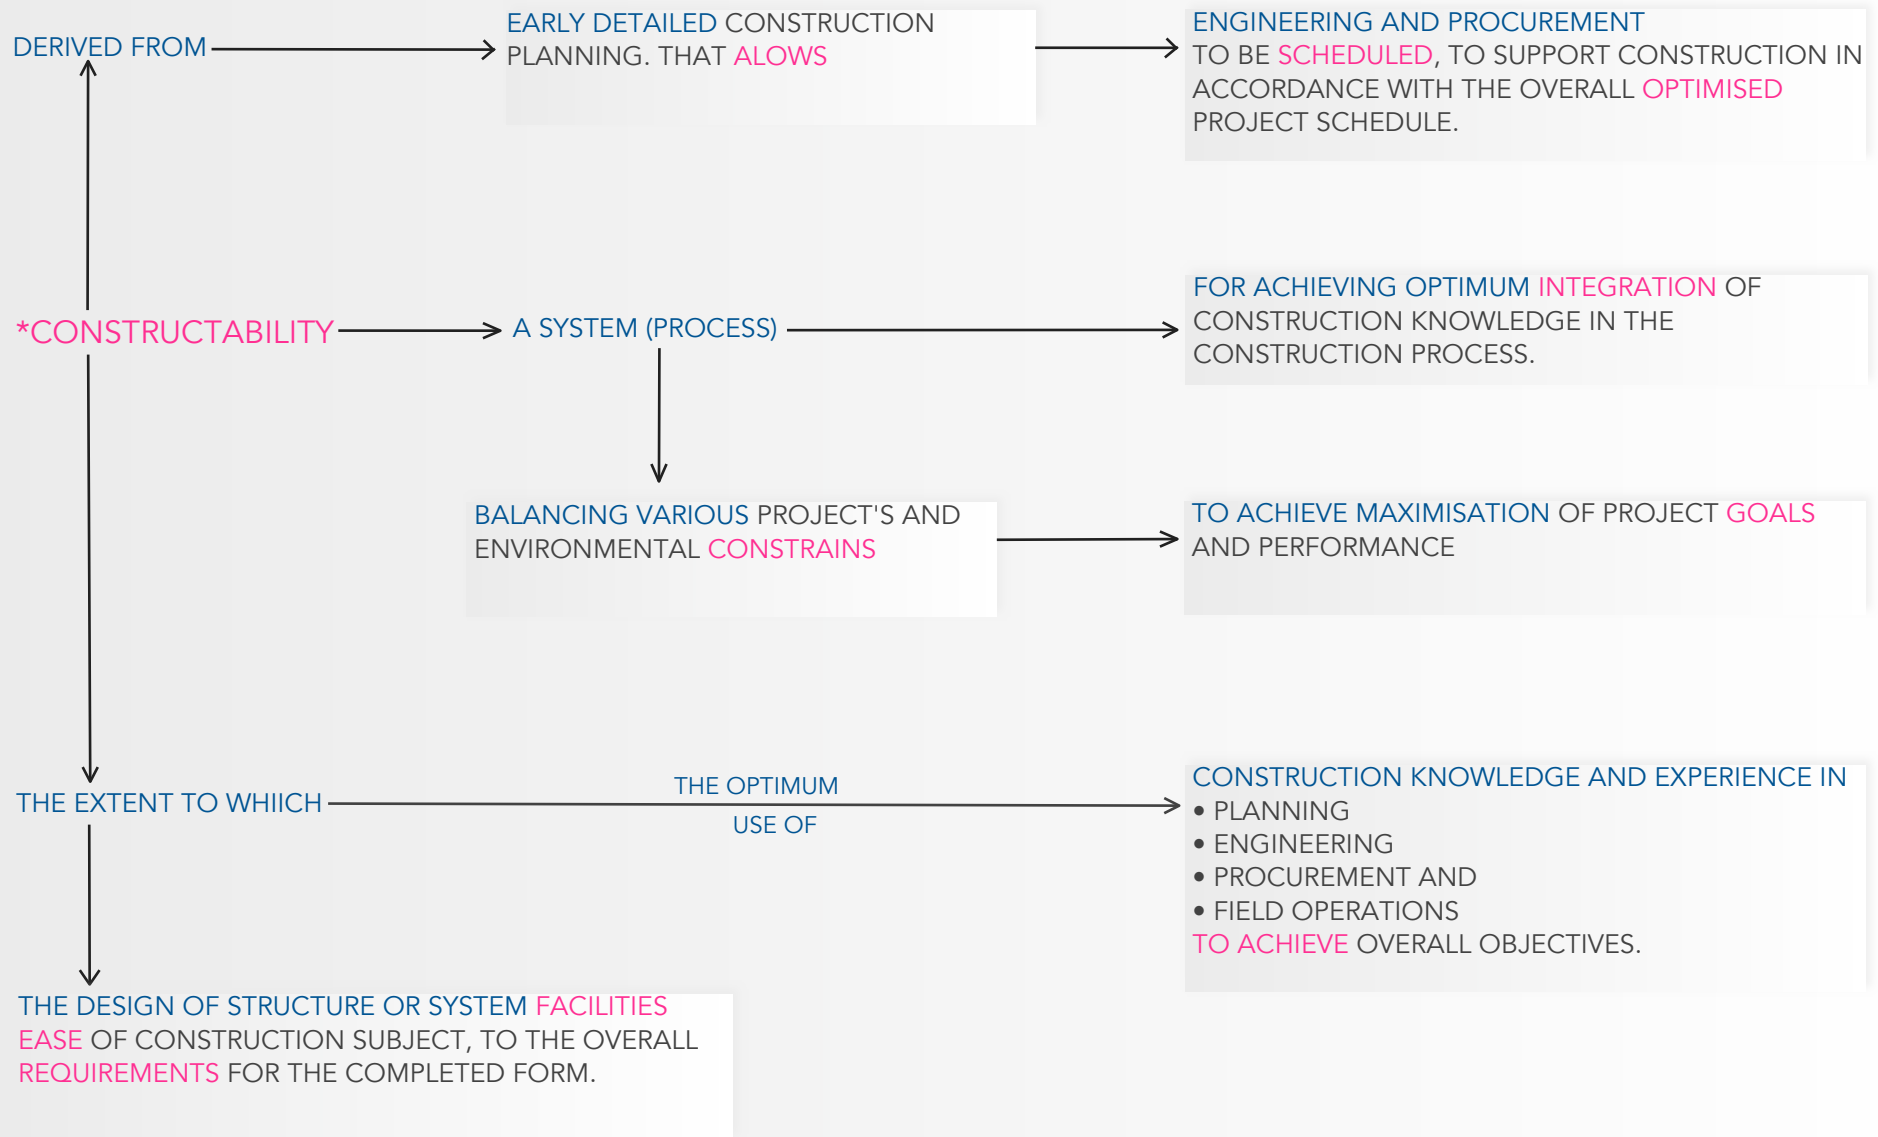 DERIVED FROM
EARLY DETAILED CONSTRUCTION
PLANNING. THAT ALOWS
ENGINEERING AND PROCUREMENT
TO BE SCHEDULED, TO SUPPORT CONSTRUCTION IN
ACCORDANCE WITH THE OVERALL OPTIMISED
PROJECT SCHEDULE.
*CONSTRUCTABILITY
A SYSTEM (PROCESS)
FOR ACHIEVING OPTIMUM INTEGRATION OF
CONSTRUCTION KNOWLEDGE IN THE
CONSTRUCTION PROCESS.
BALANCING VARIOUS PROJECT'S AND
ENVIRONMENTAL CONSTRAINS
TO ACHIEVE MAXIMISATION OF PROJECT GOALS
AND PERFORMANCE
THE EXTENT TO WHIICH
THE OPTIMUM
USE OF
CONSTRUCTION KNOWLEDGE AND EXPERIENCE IN
• PLANNING
• ENGINEERING
• PROCUREMENT AND
• FIELD OPERATIONS
TO ACHIEVE OVERALL OBJECTIVES.
THE DESIGN OF STRUCTURE OR SYSTEM FACILITIES
EASE OF CONSTRUCTION SUBJECT, TO THE OVERALL
REQUIREMENTS FOR THE COMPLETED FORM.